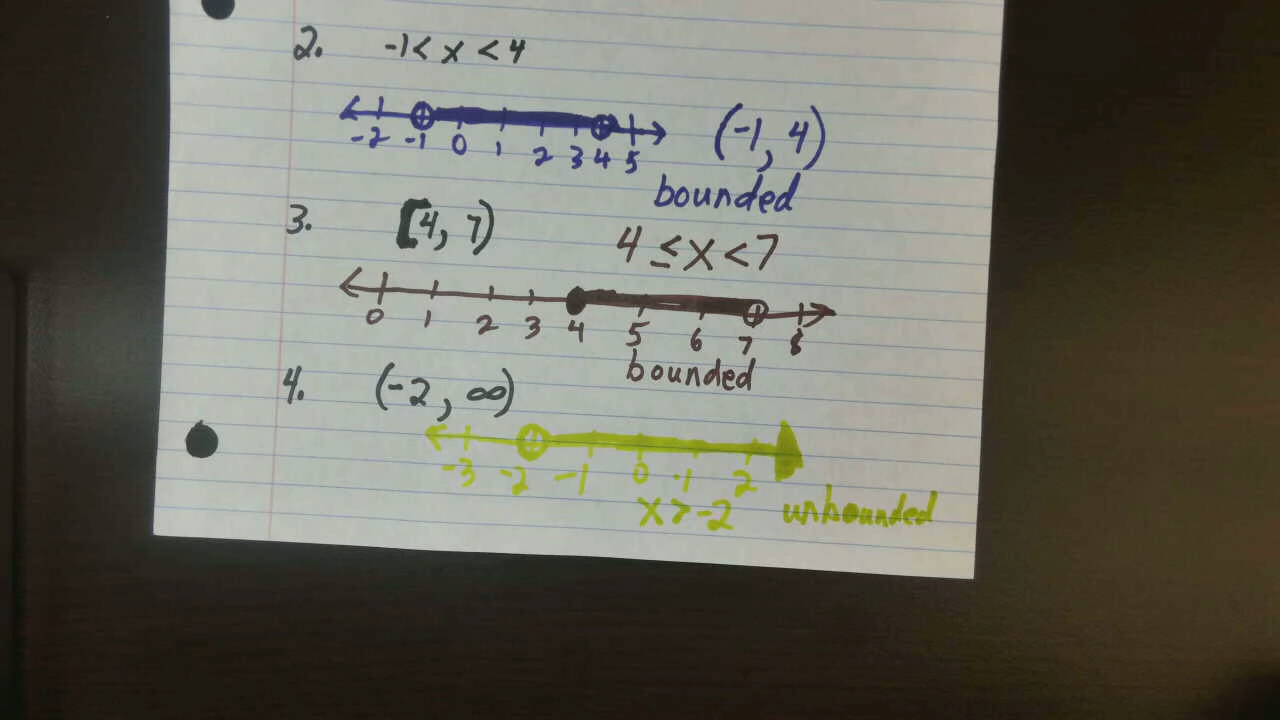 2. -1 < x < 4
-2 -1 0 1 2 3 4 5
(-1, 4)
bounded
3. [4, 7)
4 ≤ x < 7
0 1 2 3 4 5 6 7 8
bounded
4. (-2, ∞)
-3 -2 -1 0 1 2
x > -2 unbounded